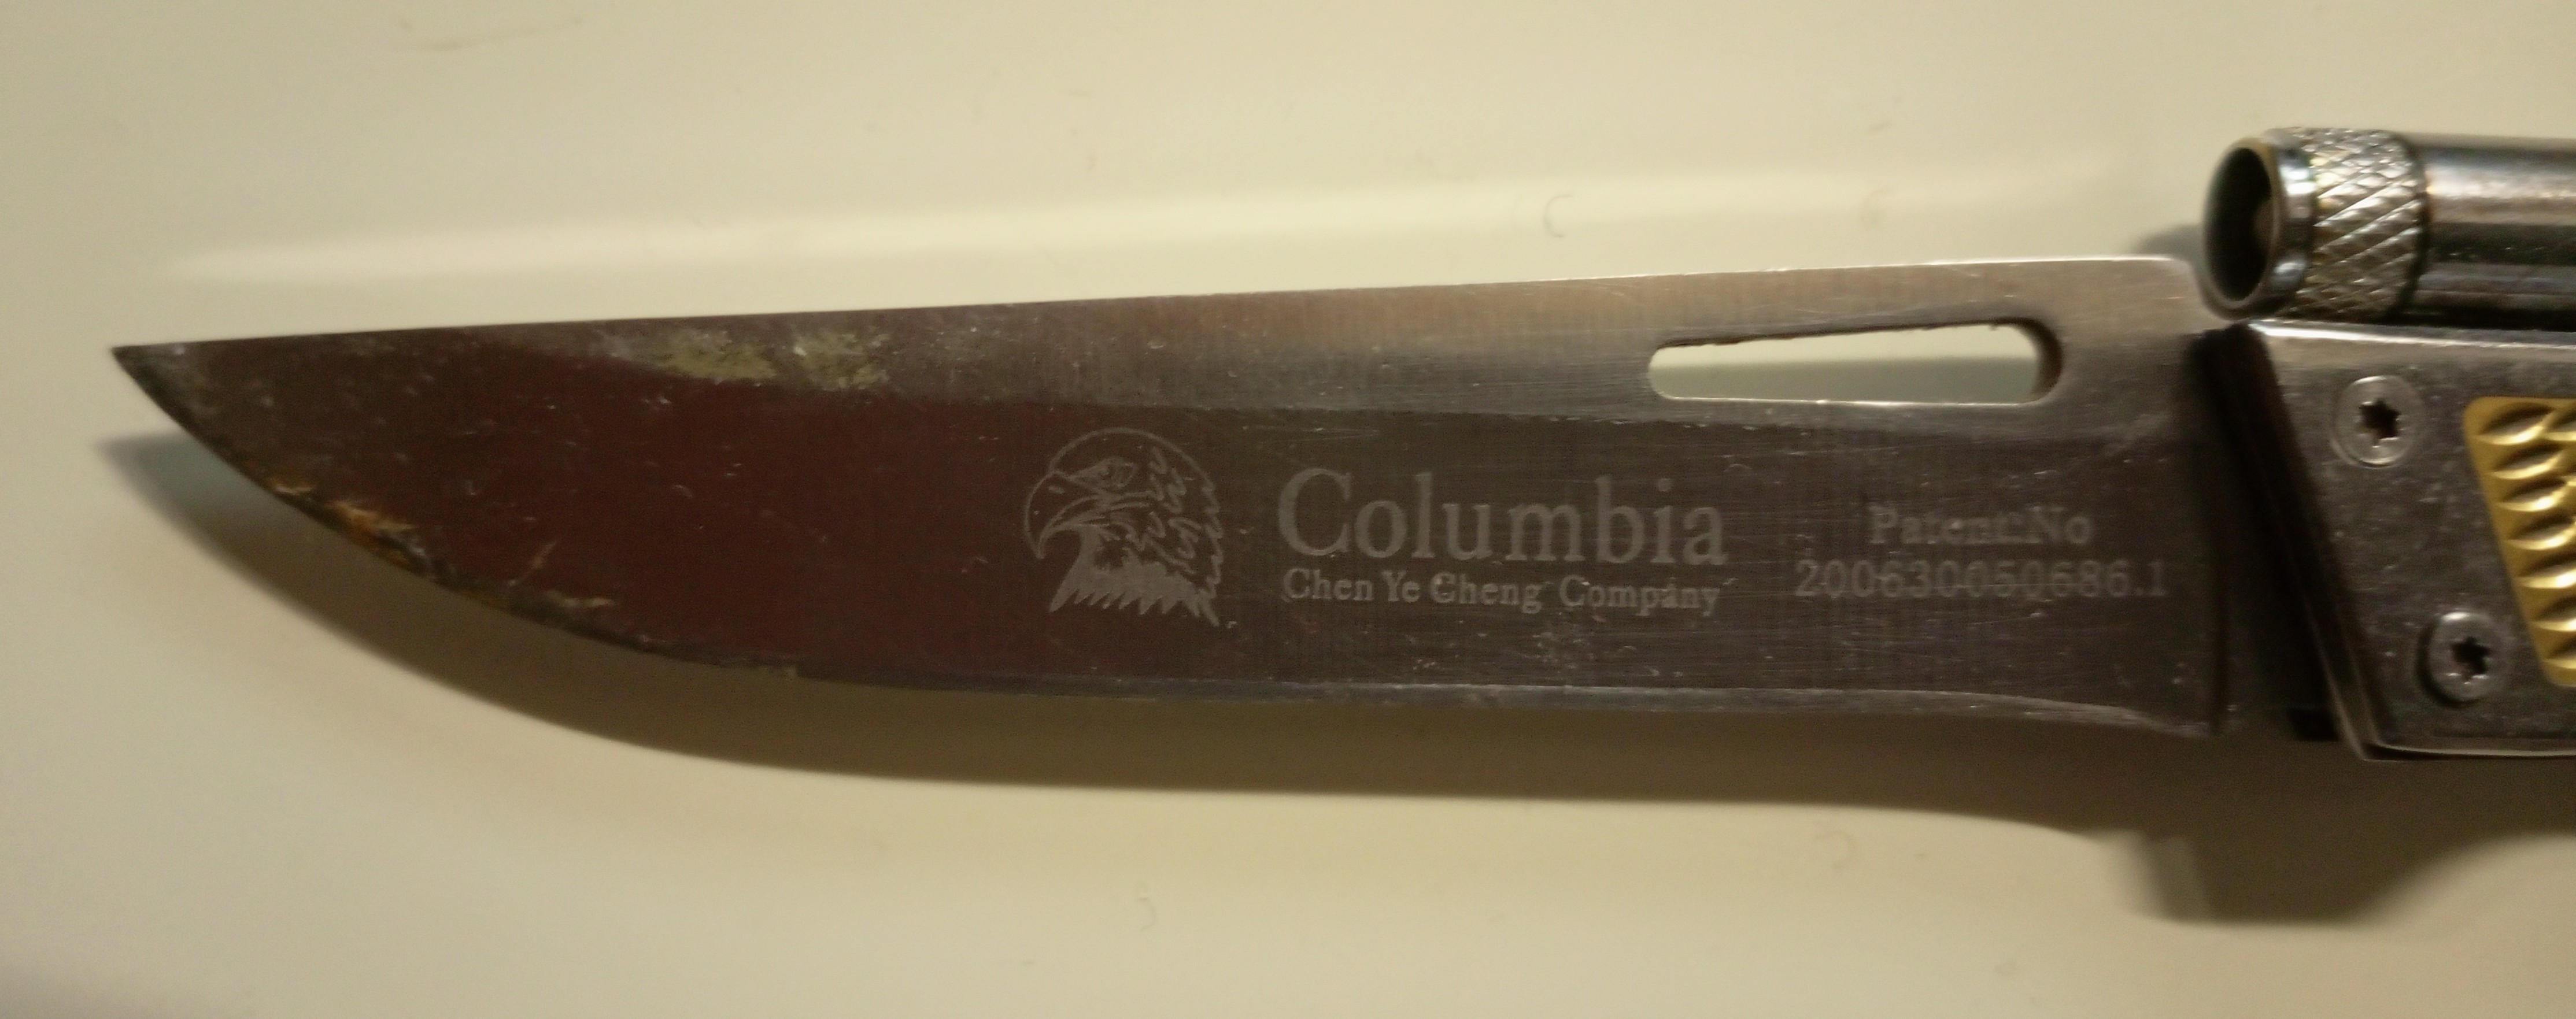 Columbia
Chen Ye Cheng Company
Patent.No
200630050686.1